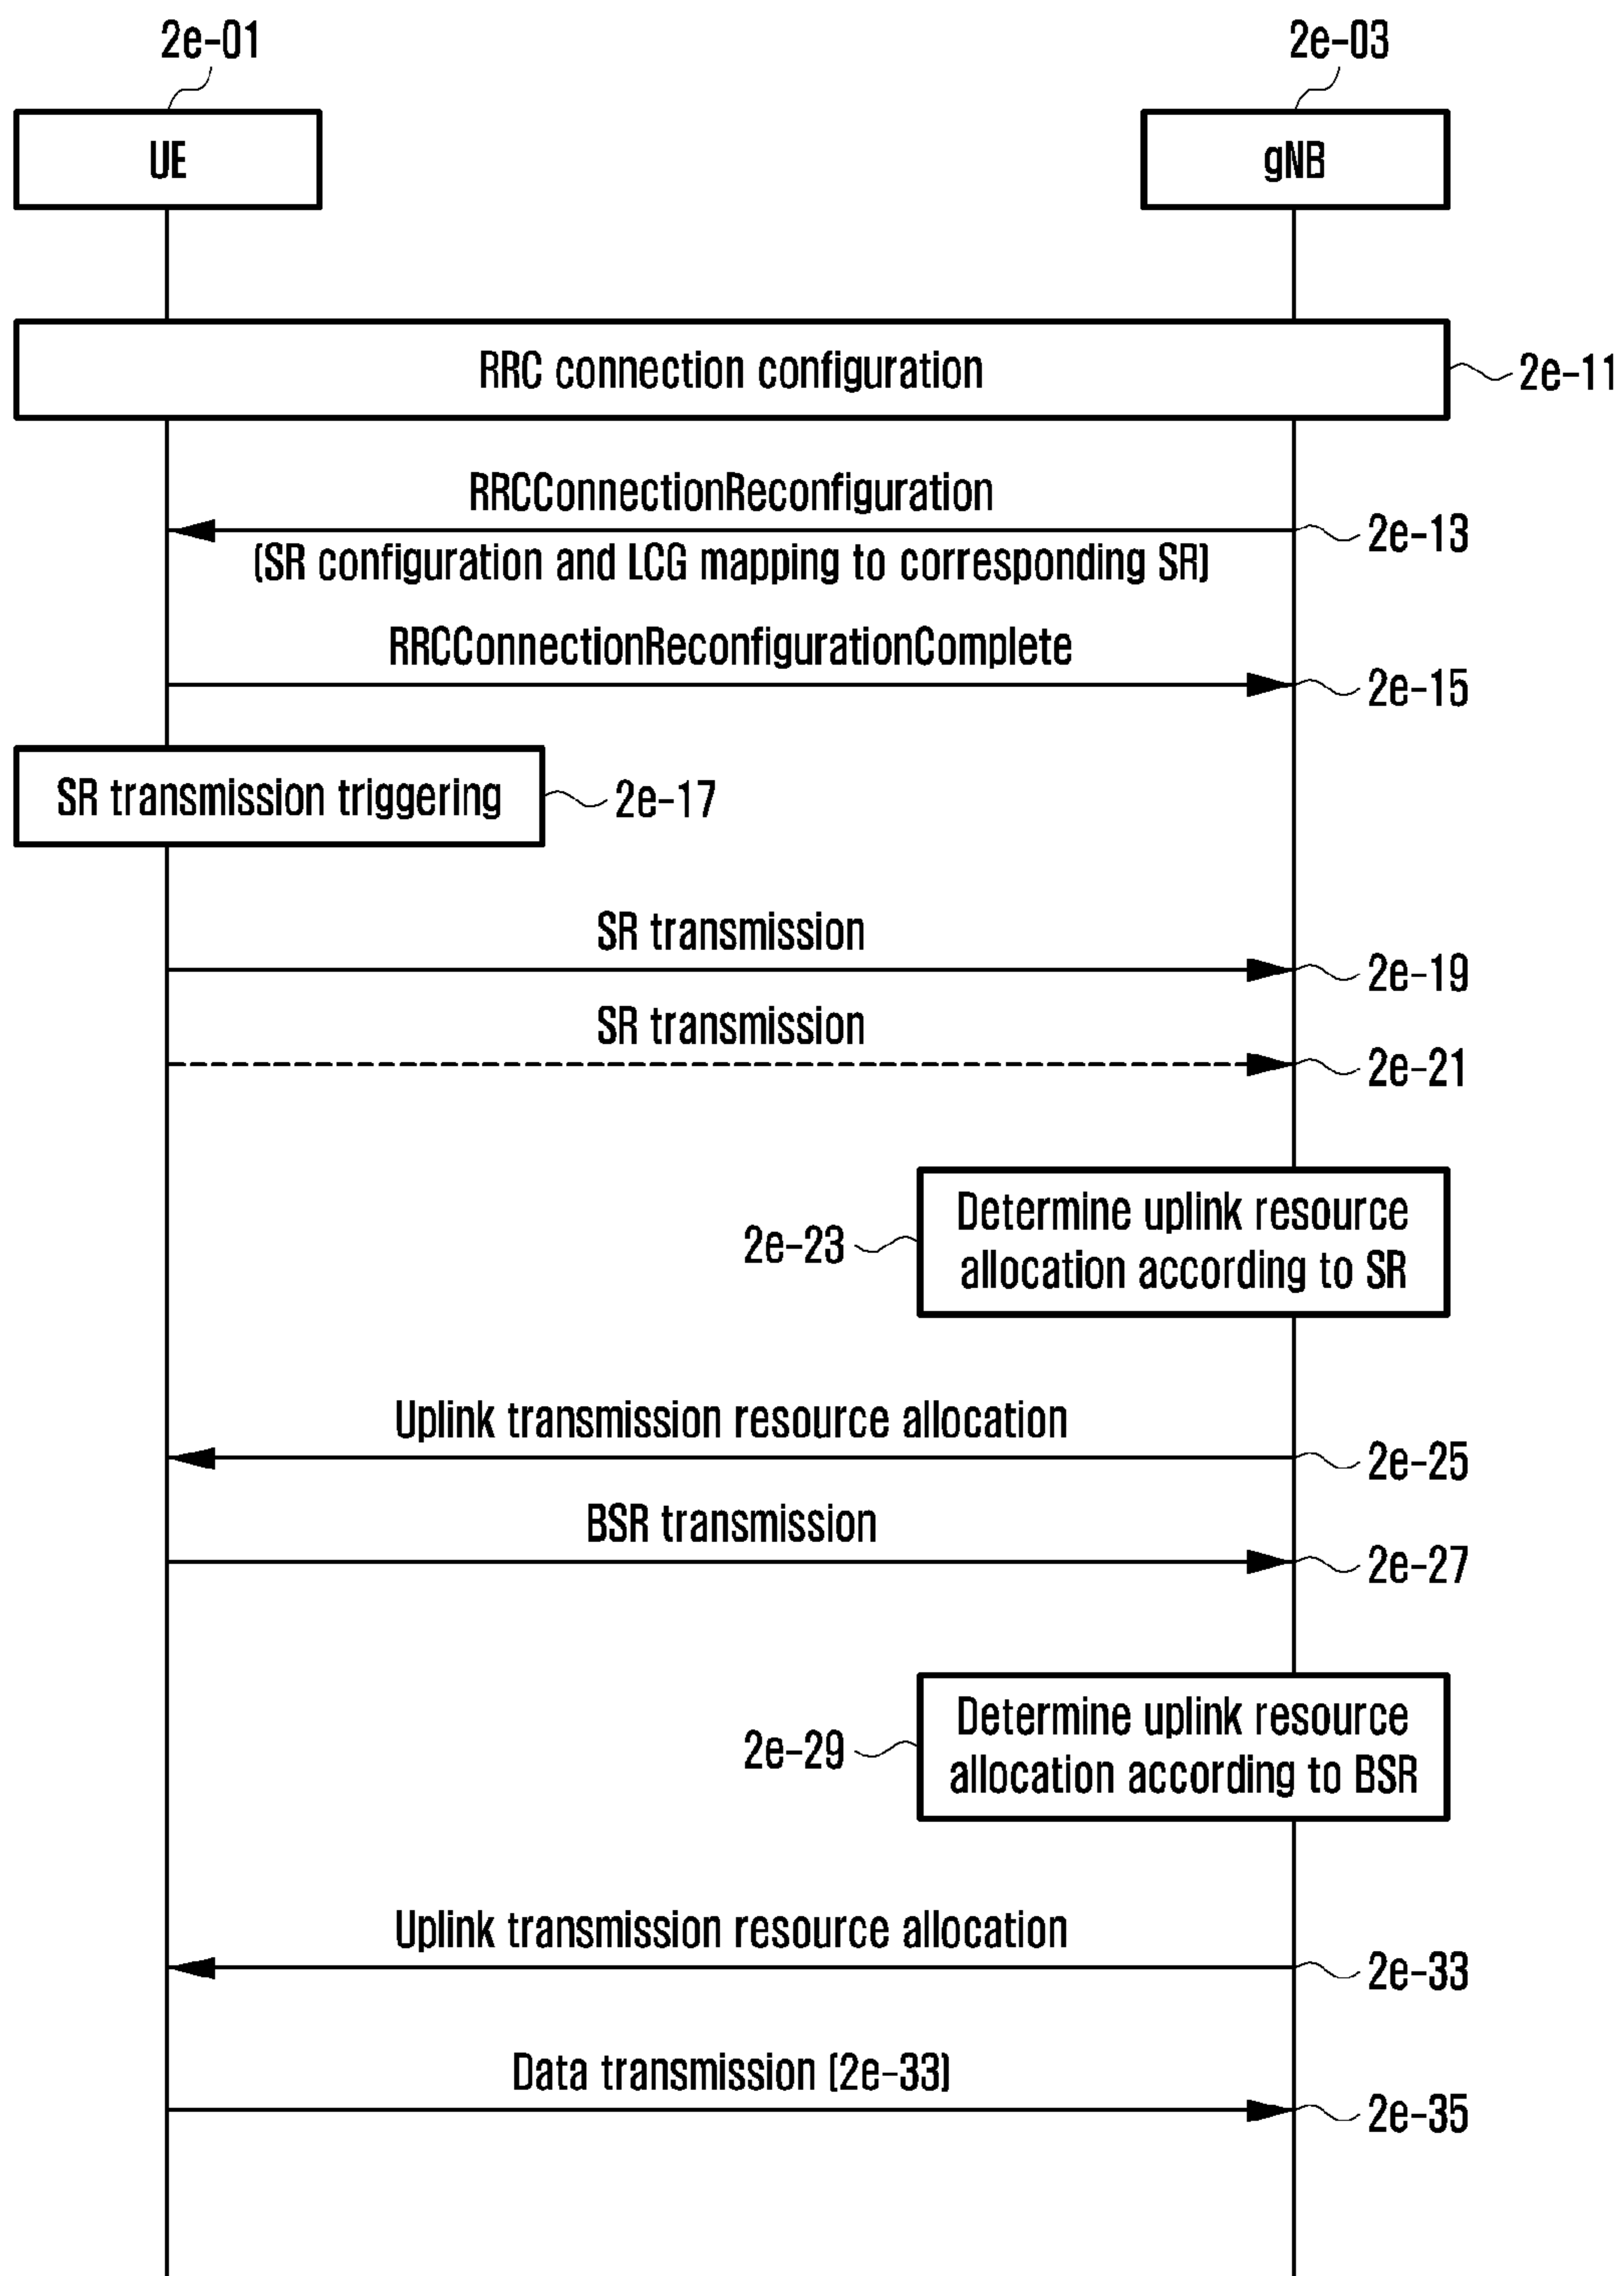 2e-01
2e-03
UE
gNB
RRC connection configuration
2e-11
RRCConnectionReconfiguration
2e-13
(SR configuration and LCG mapping to corresponding SR)
RRCConnectionReconfigurationComplete
2e-15
SR transmission triggering
2e-17
SR transmission
2e-19
SR transmission
2e-21
Determine uplink resource
2e-23
allocation according to SR
Uplink transmission resource allocation
2e-25
BSR transmission
2e-27
Determine uplink resource
2e-29
allocation according to BSR
Uplink transmission resource allocation
2e-33
Data transmission (2e-33)
2e-35